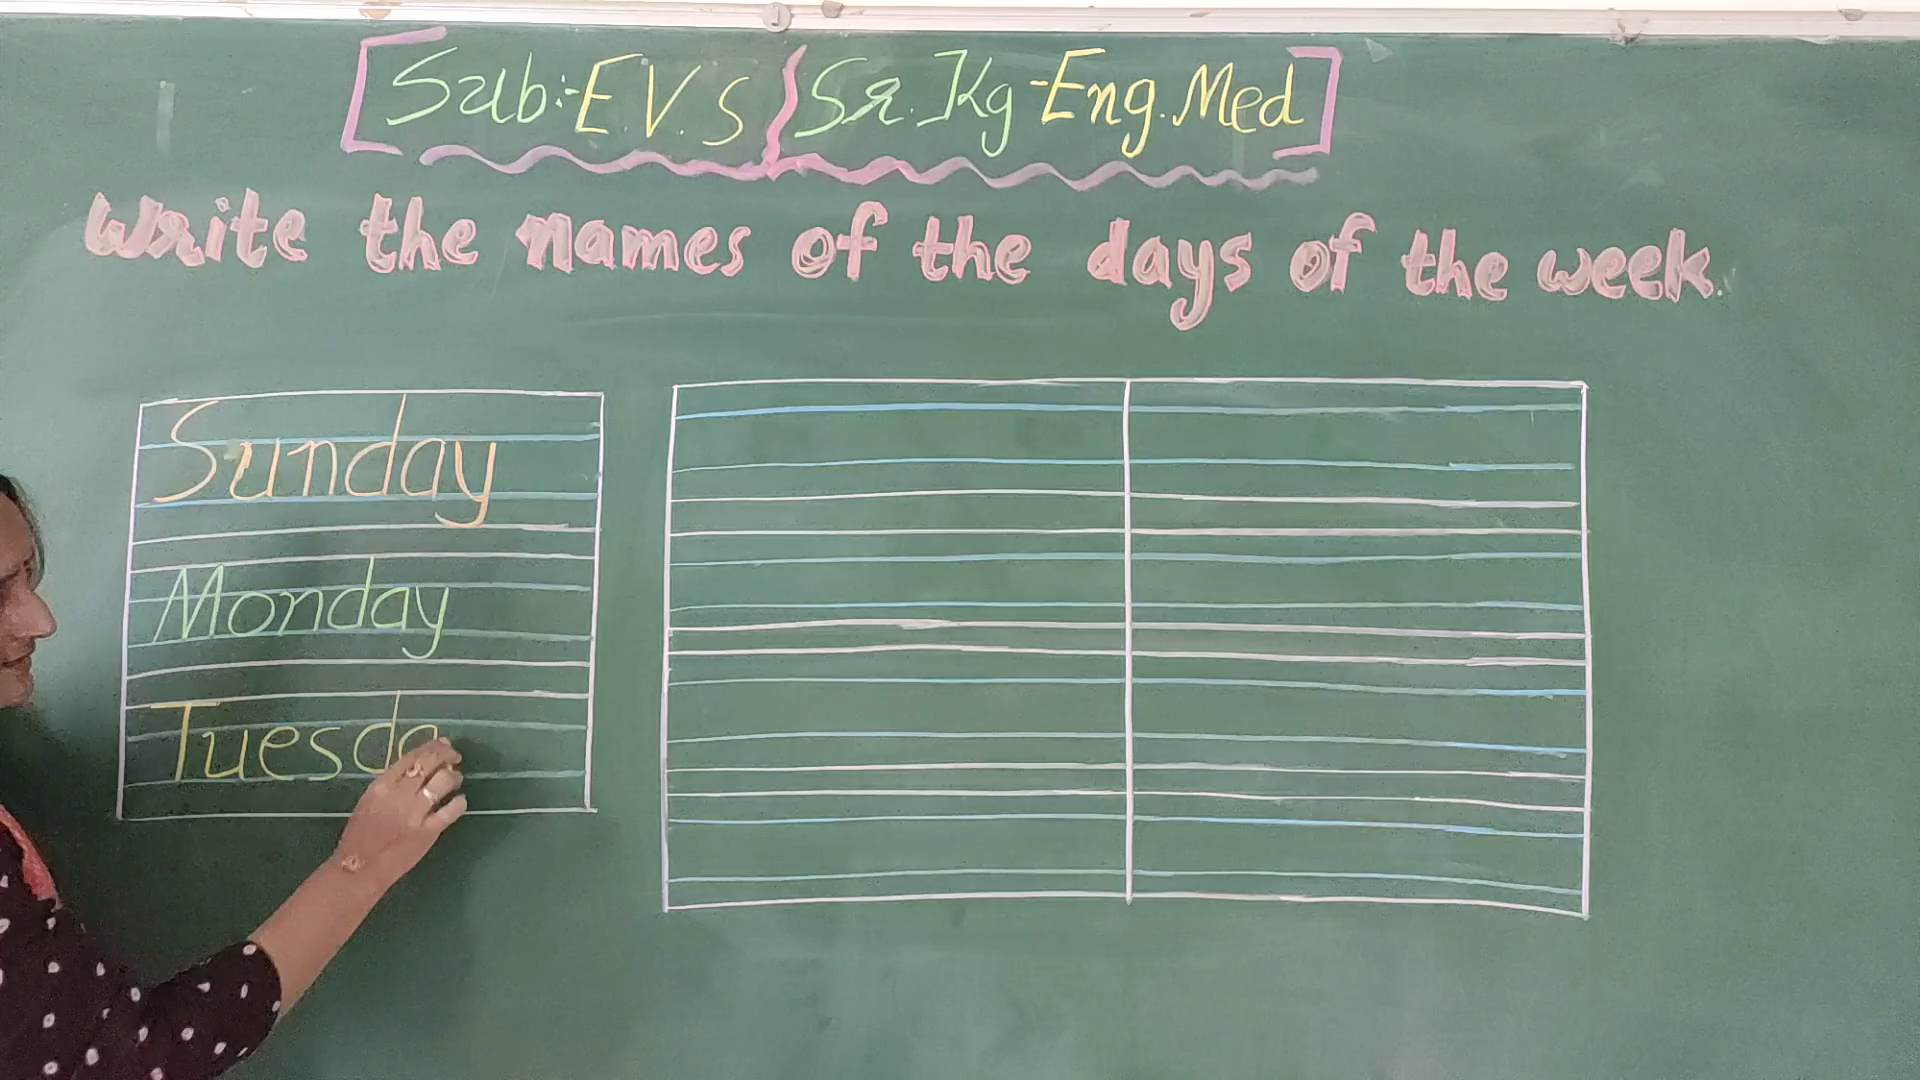 Sub:- E.V.S Sr. Kg - Eng. Med
Write the names of the days of the week.
Sunday
Monday
Tuesda